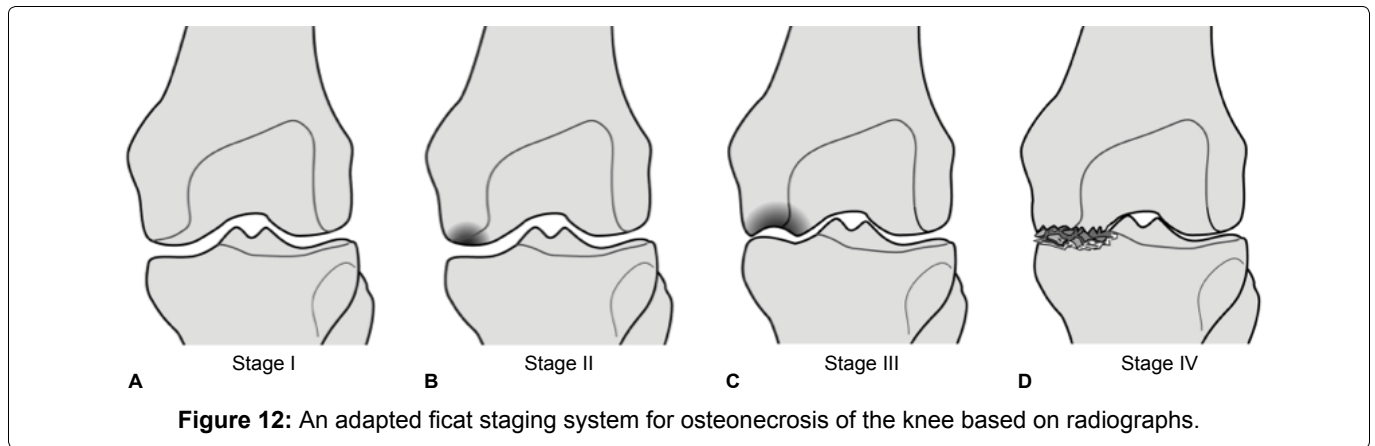 Stage I
Stage II
Stage III
Stage IV
A
B
C
D
Figure 12: An adapted ficat staging system for osteonecrosis of the knee based on radiographs.